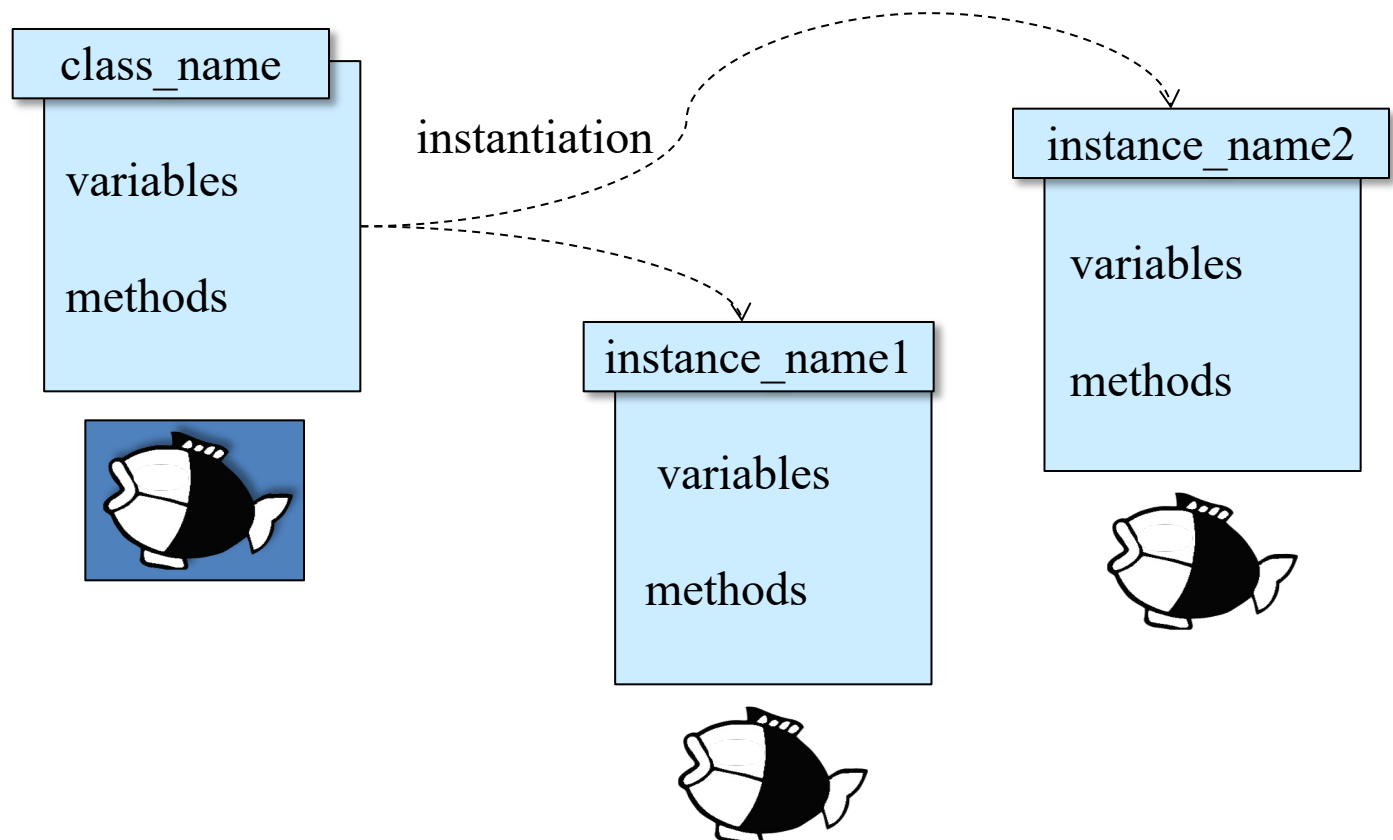 class_name
variables
methods
instantiation
instance_name1
variables
methods
instance_name2
variables
methods